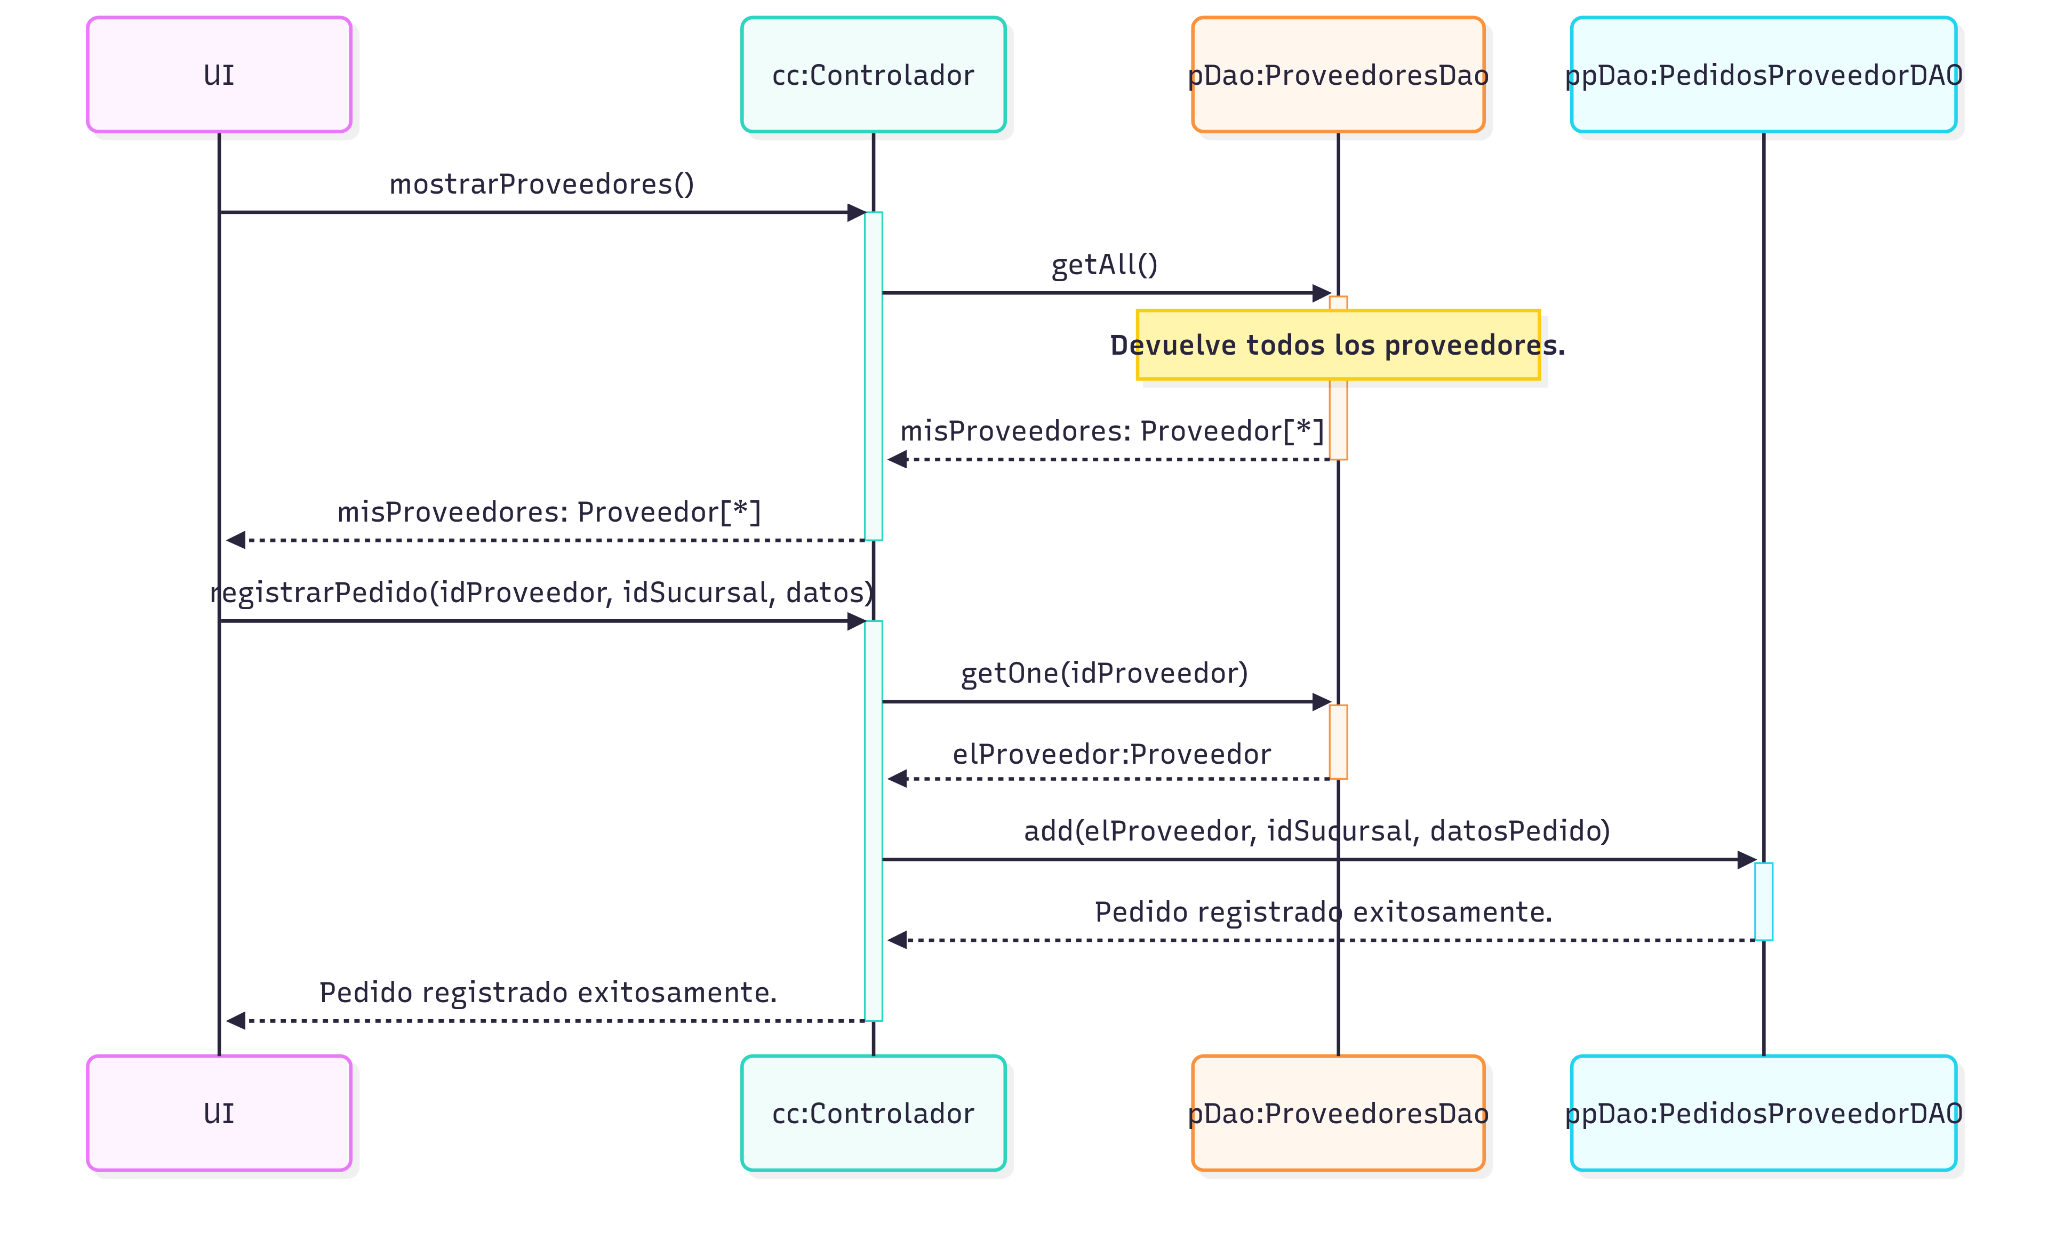 UI
cc:Controlador
pDao:ProveedoresDao
ppDao:PedidosProveedorDAO
mostrarProveedores()
getAll()
Devuelve todos los proveedores.
misProveedores: Proveedor[*]
misProveedores: Proveedor[*]
registrarPedido(idProveedor, idSucursal, datos)
getOne(idProveedor)
elProveedor:Proveedor
add(elProveedor, idSucursal, datosPedido)
Pedido registrado exitosamente.
Pedido registrado exitosamente.
UI
cc:Controlador
pDao:ProveedoresDao
ppDao:PedidosProveedorDAO